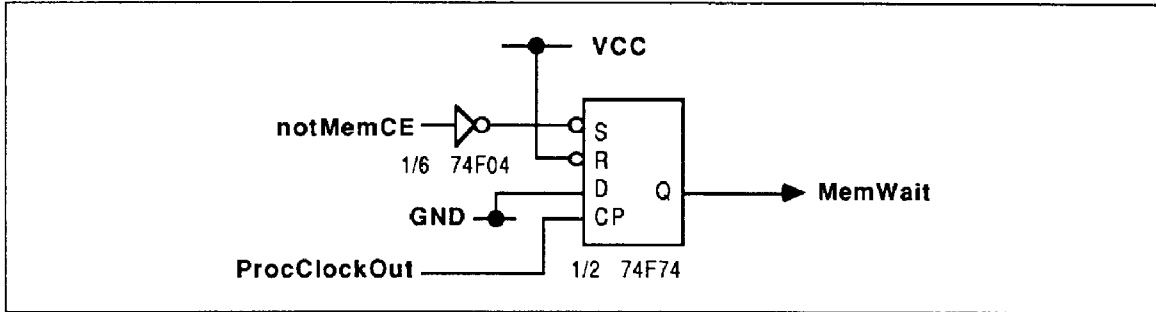 VCC
notMemCE
S
1/6 74F04
R
D
Q
MemWait
GND
CP
ProcClockOut
1/2 74F74